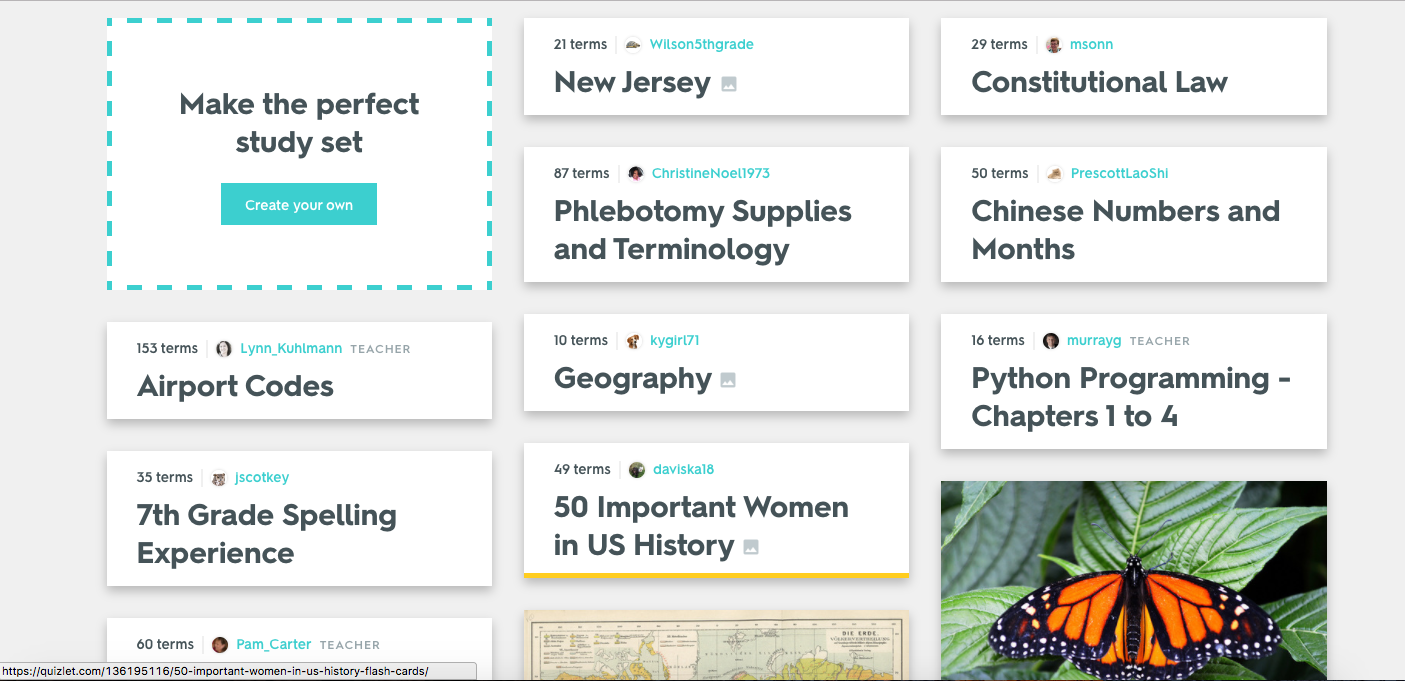 Make the perfect
study set
Create your own
153 terms Lynn_Kuhlmann TEACHER
Airport Codes
35 terms jscotkey
7th Grade Spelling
Experience
60 terms Pam_Carter TEACHER
21 terms Wilson5thgrade
New Jersey
87 terms ChristineNoel1973
Phlebotomy Supplies
and Terminology
10 terms kygirl71
Geography
49 terms daviska18
50 Important Women
in US History
DIE ERDE.
VÖLKERVERTEILUNG
29 terms msonn
Constitutional Law
50 terms PrescottLaoShi
Chinese Numbers and
Months
16 terms murrayg TEACHER
Python Programming -
Chapters 1 to 4
https://quizlet.com/136195116/50-important-women-in-us-history-flash-cards/